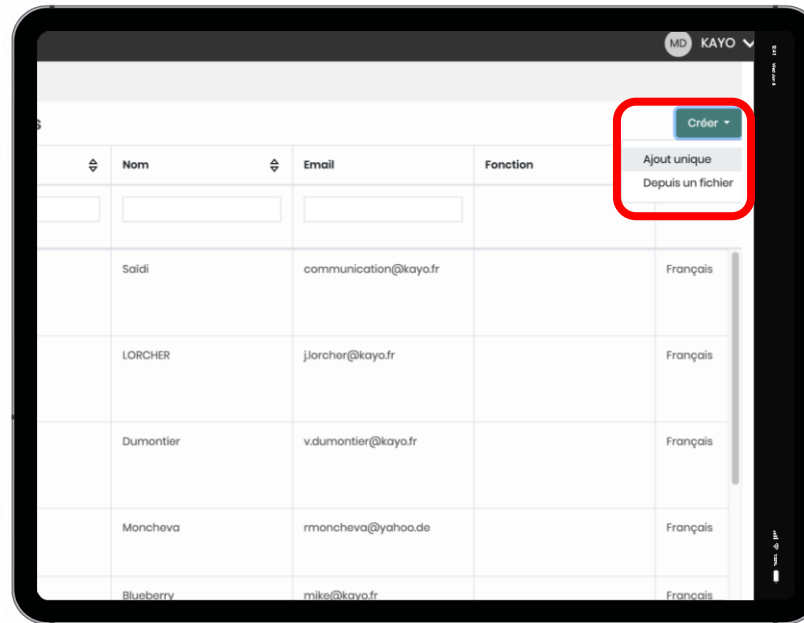 MD KAYO
s
Créer
Ajout unique
Depuis un fichier
Nom Email Fonction
Saïdi communication@kayo.fr Français
LORCHER j.lorcher@kayo.fr Français
Dumontier v.dumontier@kayo.fr Français
Moncheva rmoncheva@yahoo.de Français
Blueberry mike@kayo.fr Français